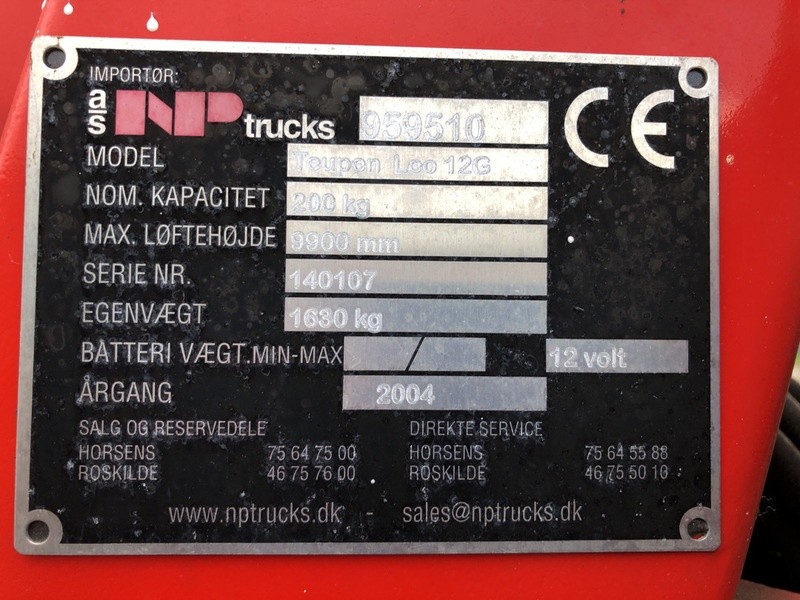 IMPORTØR:
a/s NP trucks 959510 CE
MODEL Teupen Leo 12G
NOM. KAPACITET 200 kg
MAX. LØFTEHØJDE 9900 mm
SERIE NR. 140107
EGENVÆGT 1630 kg
BATTERI VÆGT.MIN-MAX / 12 volt
ÅRGANG 2004
SALG OG RESERVEDELE DIREKTE SERVICE
HORSENS 75 64 75 00 HORSENS 75 64 55 88
ROSKILDE 46 75 76 00 ROSKILDE 46 75 50 10
www.nptrucks.dk - sales@nptrucks.dk